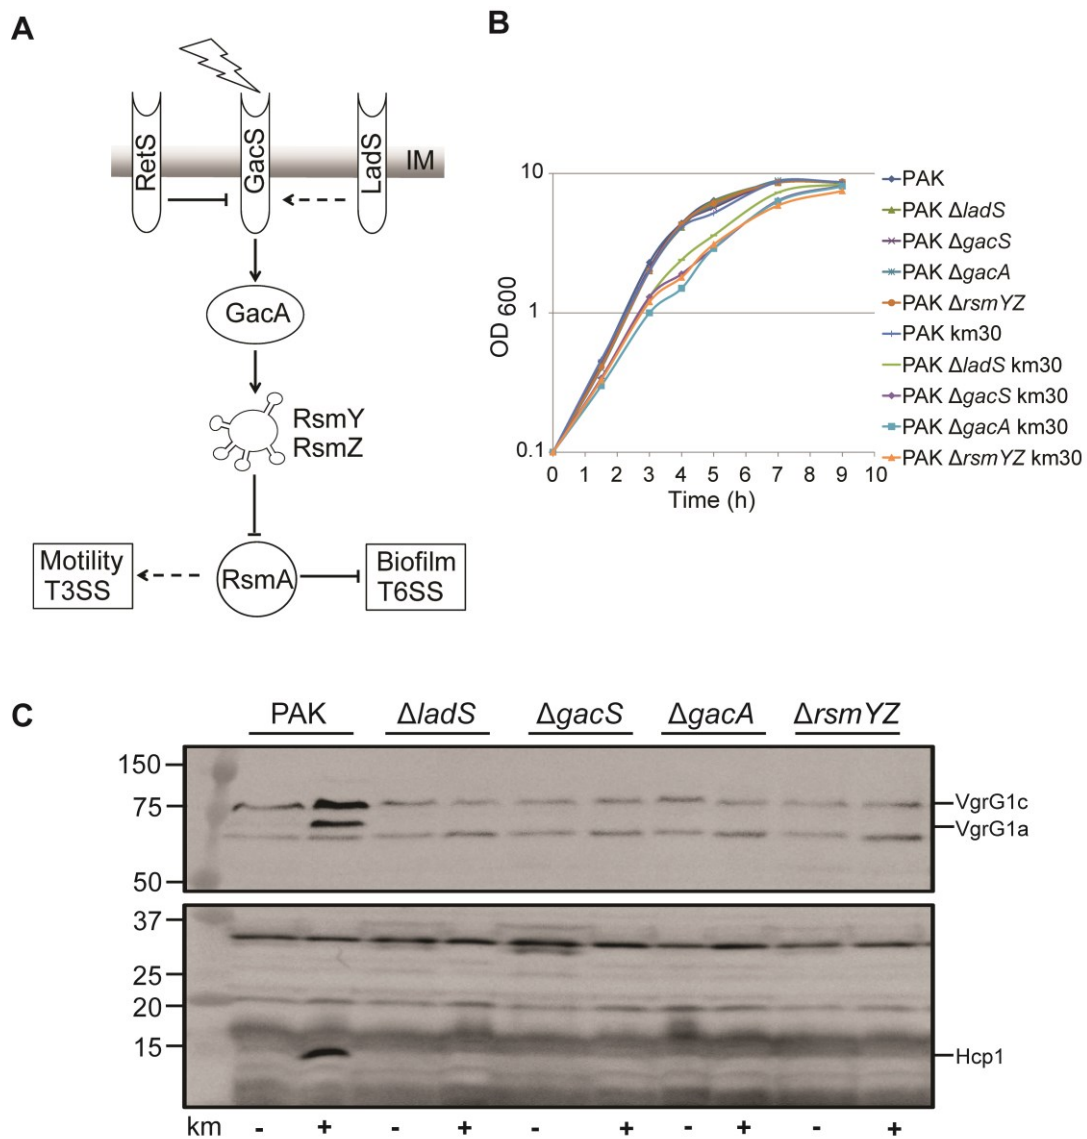 A
RetS
GacS
LadS
IM
GacA
RsmY
RsmZ
Motility
T3SS
RsmA
Biofilm
T6SS
B
OD 600
10
1
0.1
0 1 2 3 4 5 6 7 8 9 10
Time (h)
PAK
PAK ΔladS
PAK ΔgacS
PAK ΔgacA
PAK ΔrsmYZ
PAK km30
PAK ΔladS km30
PAK ΔgacS km30
PAK ΔgacA km30
PAK ΔrsmYZ km30
C
PAK ΔladS ΔgacS ΔgacA ΔrsmYZ
150
75
50
VgrG1c
VgrG1a
37
25
20
15
Hcp1
km - + - + - + - + - +